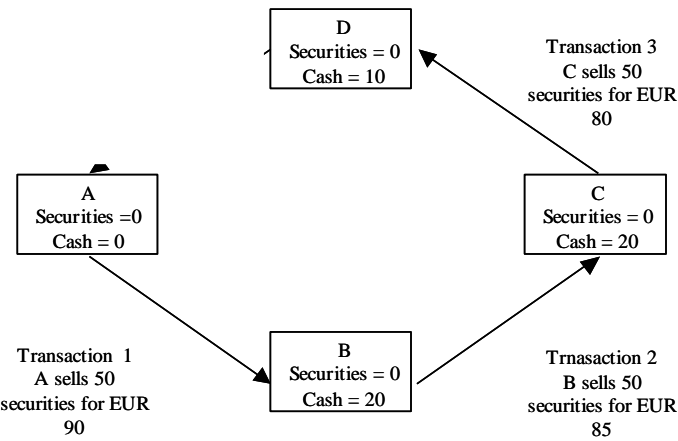 D
Securities = 0
Cash = 10
Transaction 3
C sells 50
securities for EUR
80
A
Securities =0
Cash = 0
C
Securities = 0
Cash = 20
Transaction 1
A sells 50
securities for EUR
90
B
Securities = 0
Cash = 20
Trnasaction 2
B sells 50
securities for EUR
85